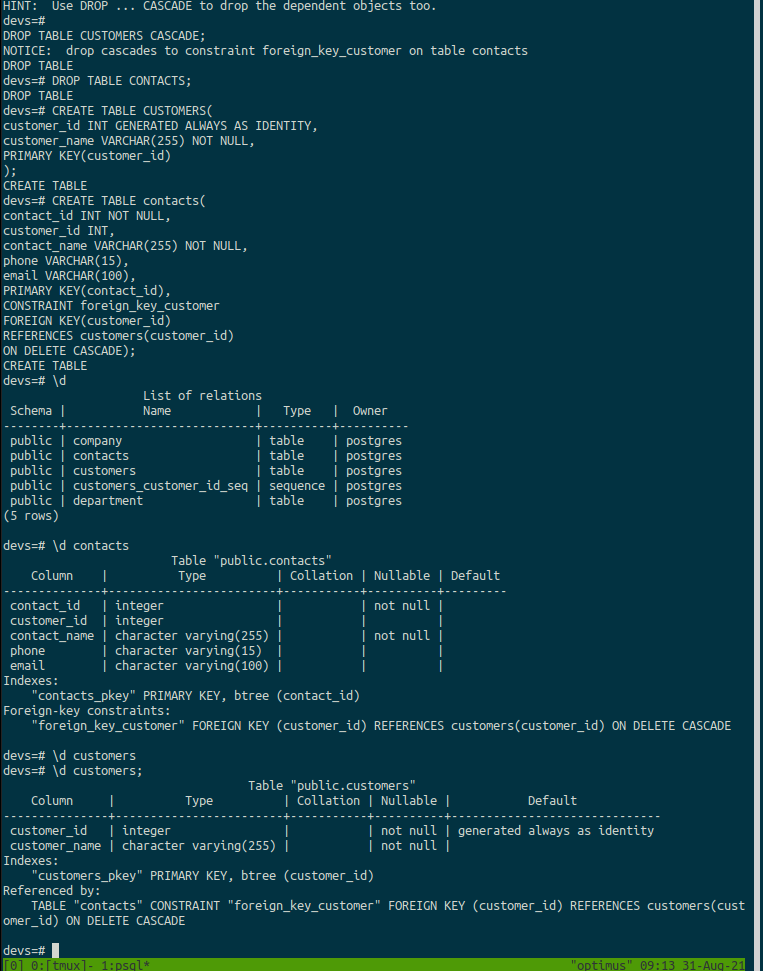 HINT:  Use DROP ... CASCADE to drop the dependent objects too.
devs=#
DROP TABLE CUSTOMERS CASCADE;
NOTICE:  drop cascades to constraint foreign_key_customer on table contacts
DROP TABLE
devs=# DROP TABLE CONTACTS;
DROP TABLE
devs=# CREATE TABLE CUSTOMERS(
customer_id INT GENERATED ALWAYS AS IDENTITY,
customer_name VARCHAR(255) NOT NULL,
PRIMARY KEY(customer_id)
);
CREATE TABLE
devs=# CREATE TABLE contacts(
contact_id INT NOT NULL,
customer_id INT,
contact_name VARCHAR(255) NOT NULL,
phone VARCHAR(15),
email VARCHAR(100),
PRIMARY KEY(contact_id),
CONSTRAINT foreign_key_customer
FOREIGN KEY(customer_id)
REFERENCES customers(customer_id)
ON DELETE CASCADE);
CREATE TABLE
devs=# \d
                    List of relations
 Schema |           Name            |   Type   |  Owner
--------+---------------------------+----------+----------
 public | company                   | table    | postgres
 public | contacts                  | table    | postgres
 public | customers                 | table    | postgres
 public | customers_customer_id_seq | sequence | postgres
 public | department                | table    | postgres
(5 rows)

devs=# \d contacts
                        Table "public.contacts"
    Column    |          Type          | Collation | Nullable | Default
--------------+------------------------+-----------+----------+---------
 contact_id   | integer                |           | not null |
 customer_id  | integer                |           |          |
 contact_name | character varying(255) |           | not null |
 phone        | character varying(15)  |           |          |
 email        | character varying(100) |           |          |
Indexes:
    "contacts_pkey" PRIMARY KEY, btree (contact_id)
Foreign-key constraints:
    "foreign_key_customer" FOREIGN KEY (customer_id) REFERENCES customers(customer_id) ON DELETE CASCADE

devs=# \d customers
devs=# \d customers;
                                   Table "public.customers"
    Column     |          Type          | Collation | Nullable |           Default
---------------+------------------------+-----------+----------+------------------------------
 customer_id   | integer                |           | not null | generated always as identity
 customer_name | character varying(255) |           | not null |
Indexes:
    "customers_pkey" PRIMARY KEY, btree (customer_id)
Referenced by:
    TABLE "contacts" CONSTRAINT "foreign_key_customer" FOREIGN KEY (customer_id) REFERENCES customers(cust
omer_id) ON DELETE CASCADE

devs=#
[0] 0:[tmux]- 1:psql* "optimus" 09:13 31-Aug-21